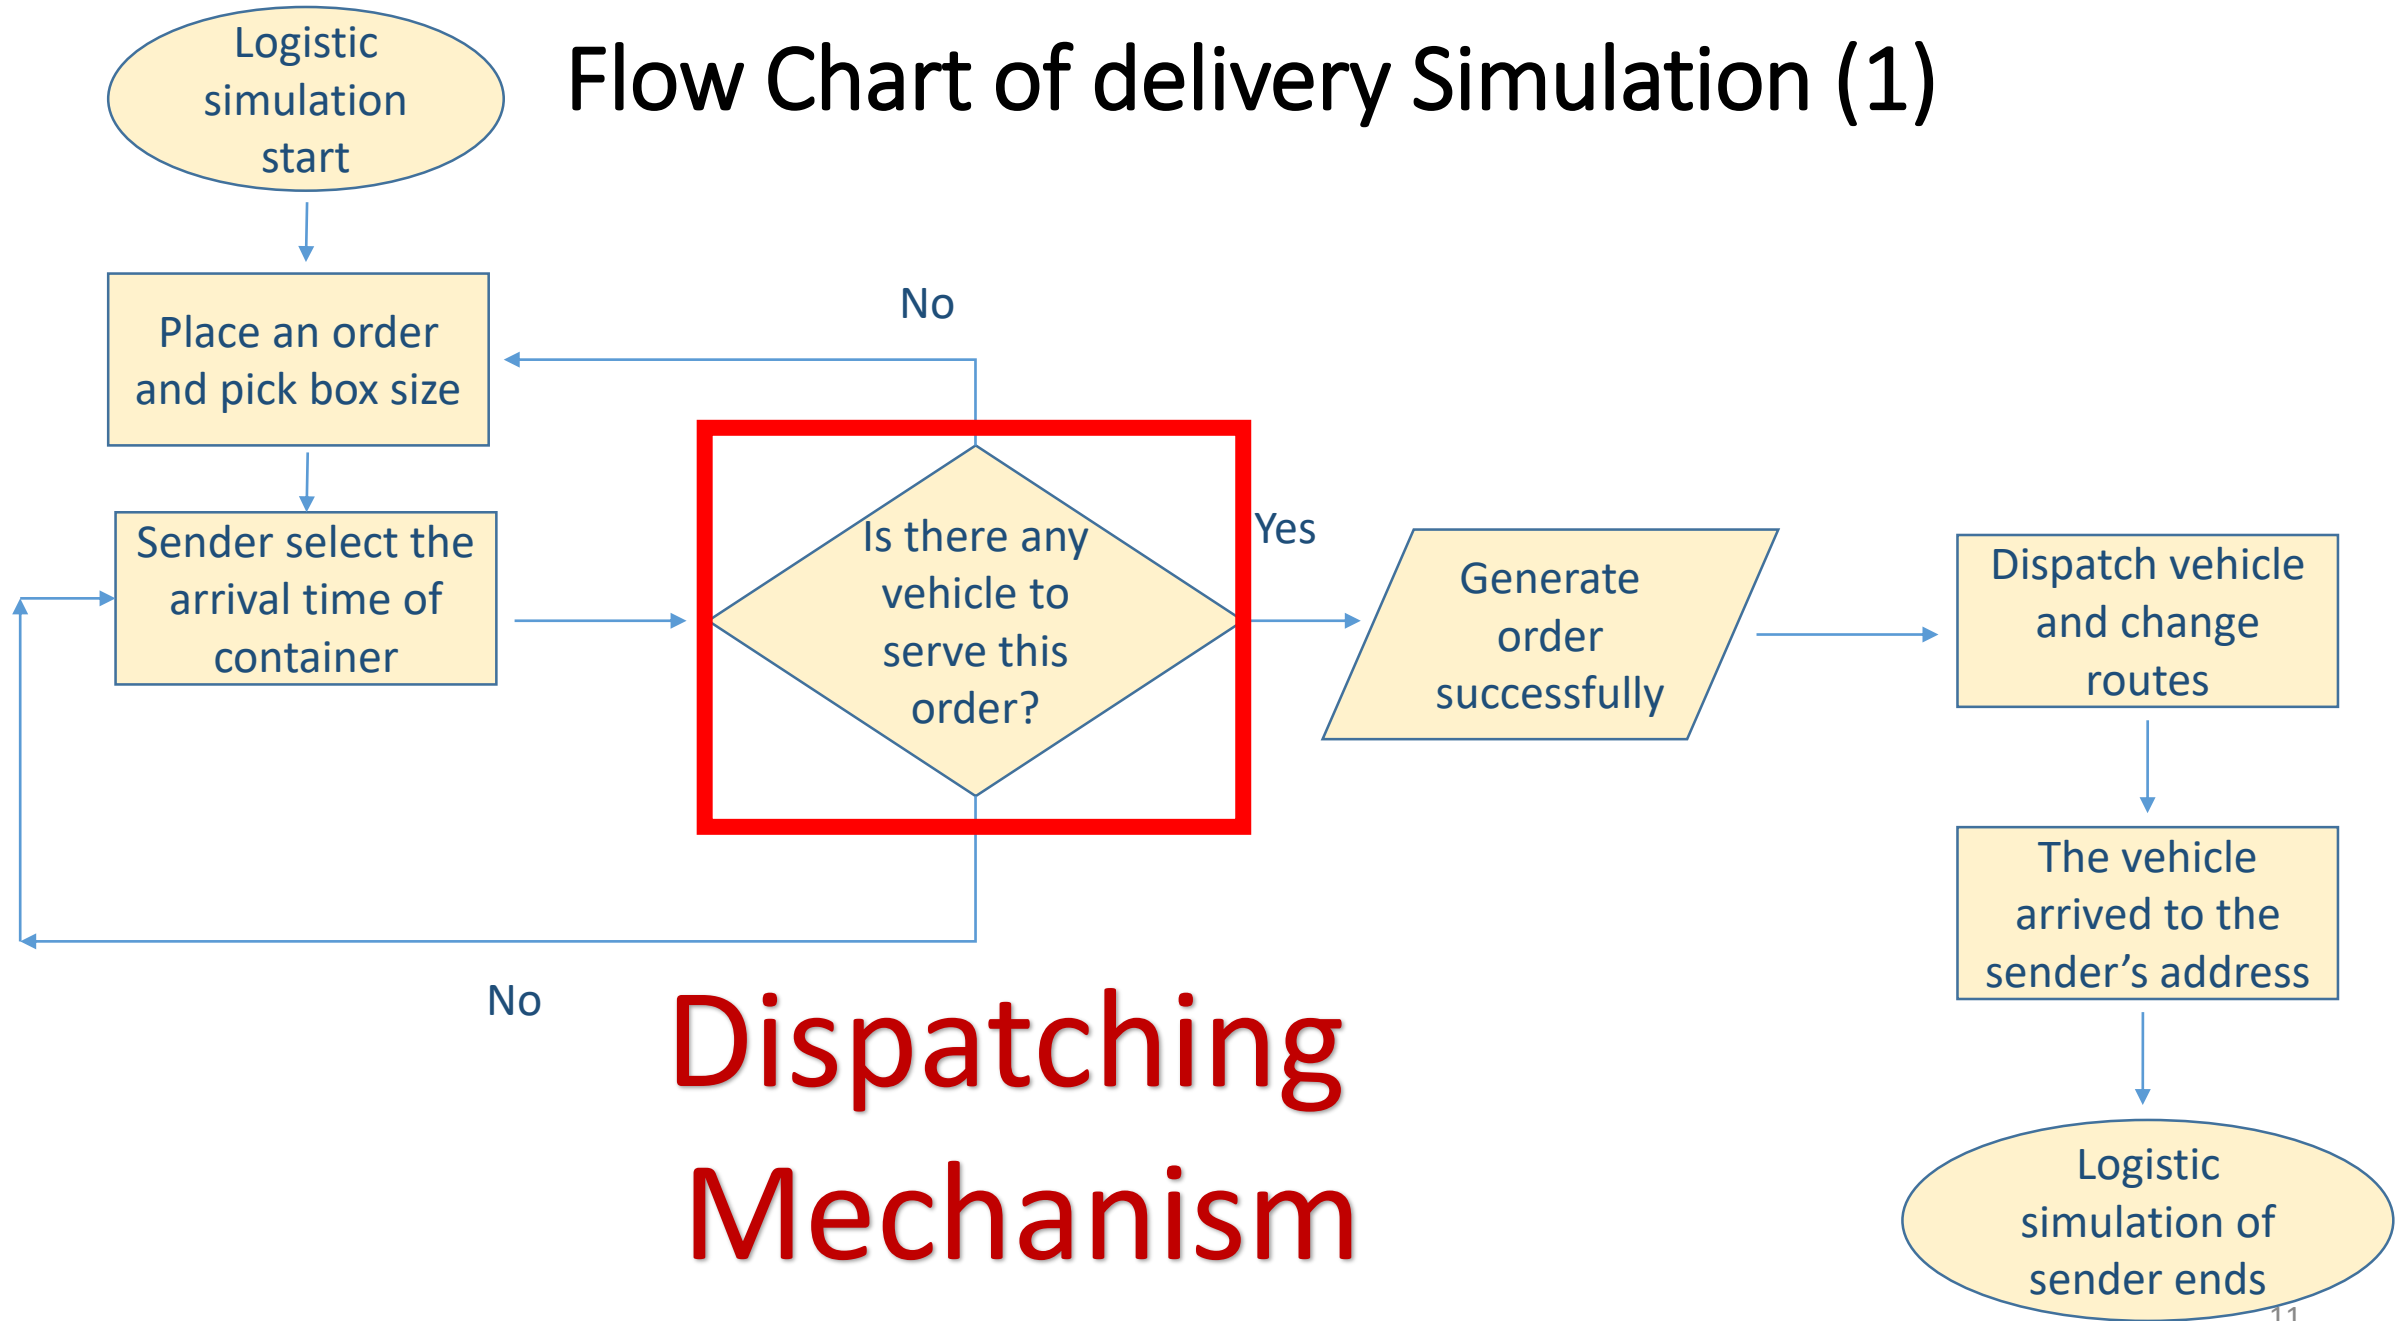 Flow Chart of delivery Simulation (1)
Logistic
simulation
start
Place an order
and pick box size
Sender select the
arrival time of
container
No
Is there any
vehicle to
serve this
order?
Yes
No
Generate
order
successfully
Dispatch vehicle
and change
routes
The vehicle
arrived to the
sender’s address
Logistic
simulation of
sender ends
Dispatching
Mechanism
11